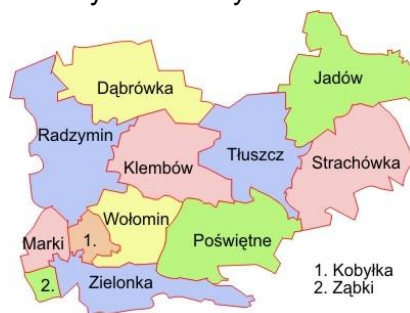 Dąbrówka
Jadów
Radzymin
Klembów
Tłuszcz
Strachówka
Wołomin
Marki
1.
Poświętne
2.
Zielonka
1. Kobyłka
2. Ząbki